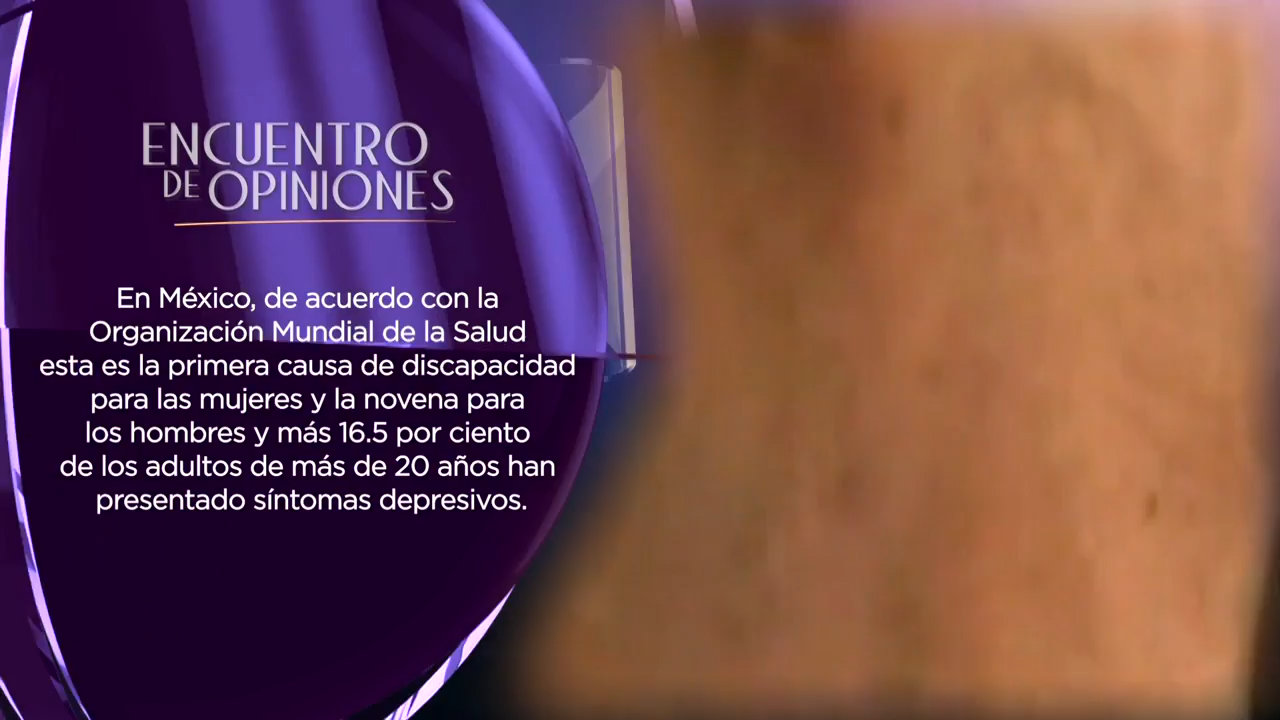 ENCUENTRO
DE OPINIONES
En México, de acuerdo con la
Organización Mundial de la Salud
esta es la primera causa de discapacidad
para las mujeres y la novena para
los hombres y más 16.5 por ciento
de los adultos de más de 20 años han
presentado síntomas depresivos.